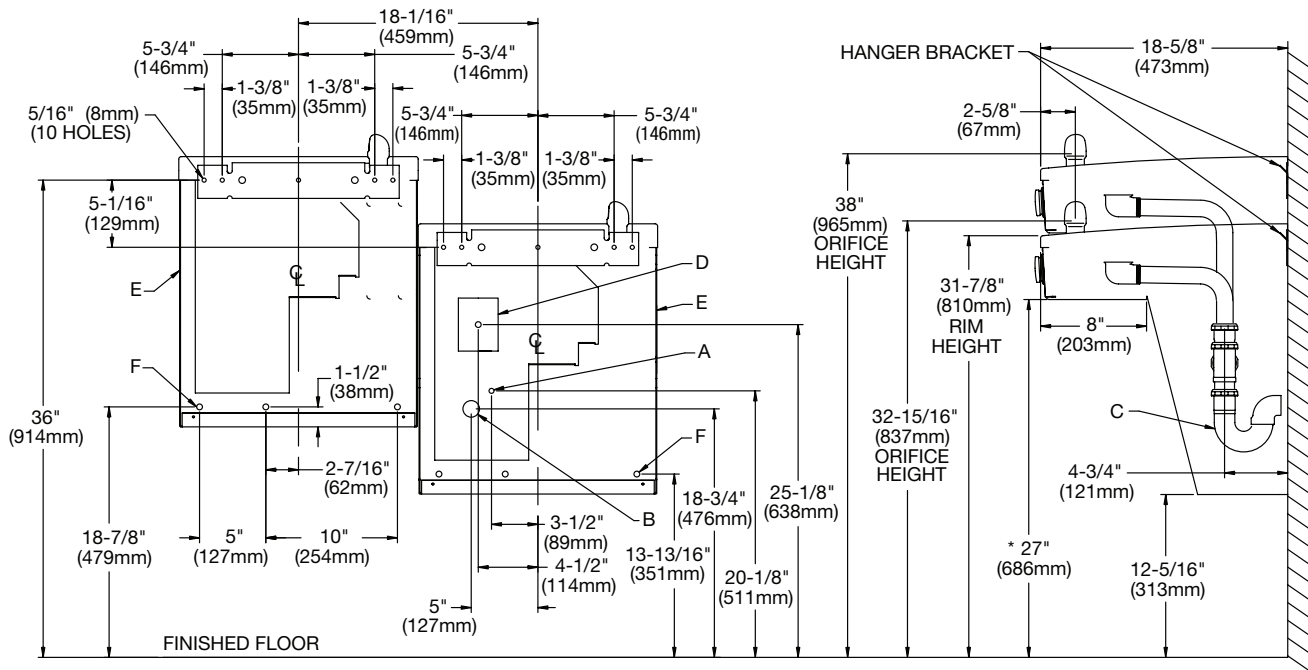 18-1/16"
(459mm)
5-3/4"
(146mm)
5-3/4"
(146mm)
1-3/8"
(35mm)
1-3/8"
(35mm)
5/16" (8mm)
(10 HOLES)
5-3/4"
(146mm)
5-3/4"
(146mm)
1-3/8"
(35mm)
1-3/8"
(35mm)
5-1/16"
(129mm)
E
CL
D
E
CL
A
F
1-1/2"
(38mm)
36"
(914mm)
F
2-7/16"
(62mm)
B
18-7/8"
(479mm)
5"
(127mm)
10"
(254mm)
3-1/2"
(89mm)
4-1/2"
(114mm)
5"
(127mm)
25-1/8"
(638mm)
18-3/4"
(476mm)
13-13/16"
(351mm)
20-1/8"
(511mm)
FINISHED FLOOR
HANGER BRACKET
18-5/8"
(473mm)
2-5/8"
(67mm)
38"
(965mm)
ORIFICE
HEIGHT
31-7/8"
(810mm)
RIM
HEIGHT
8"
(203mm)
32-15/16"
(837mm)
ORIFICE
HEIGHT
C
4-3/4"
(121mm)
* 27"
(686mm)
12-5/16"
(313mm)